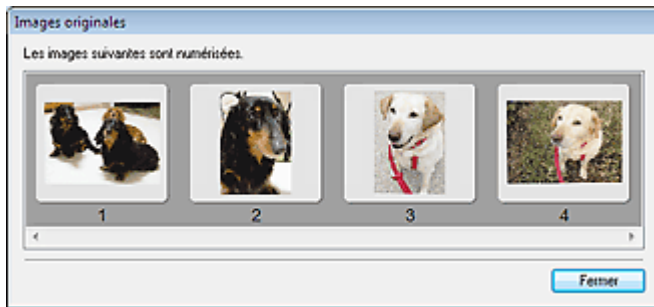 Images originales
Les images suivantes sont numérisées.
1 2 3 4
Fermer